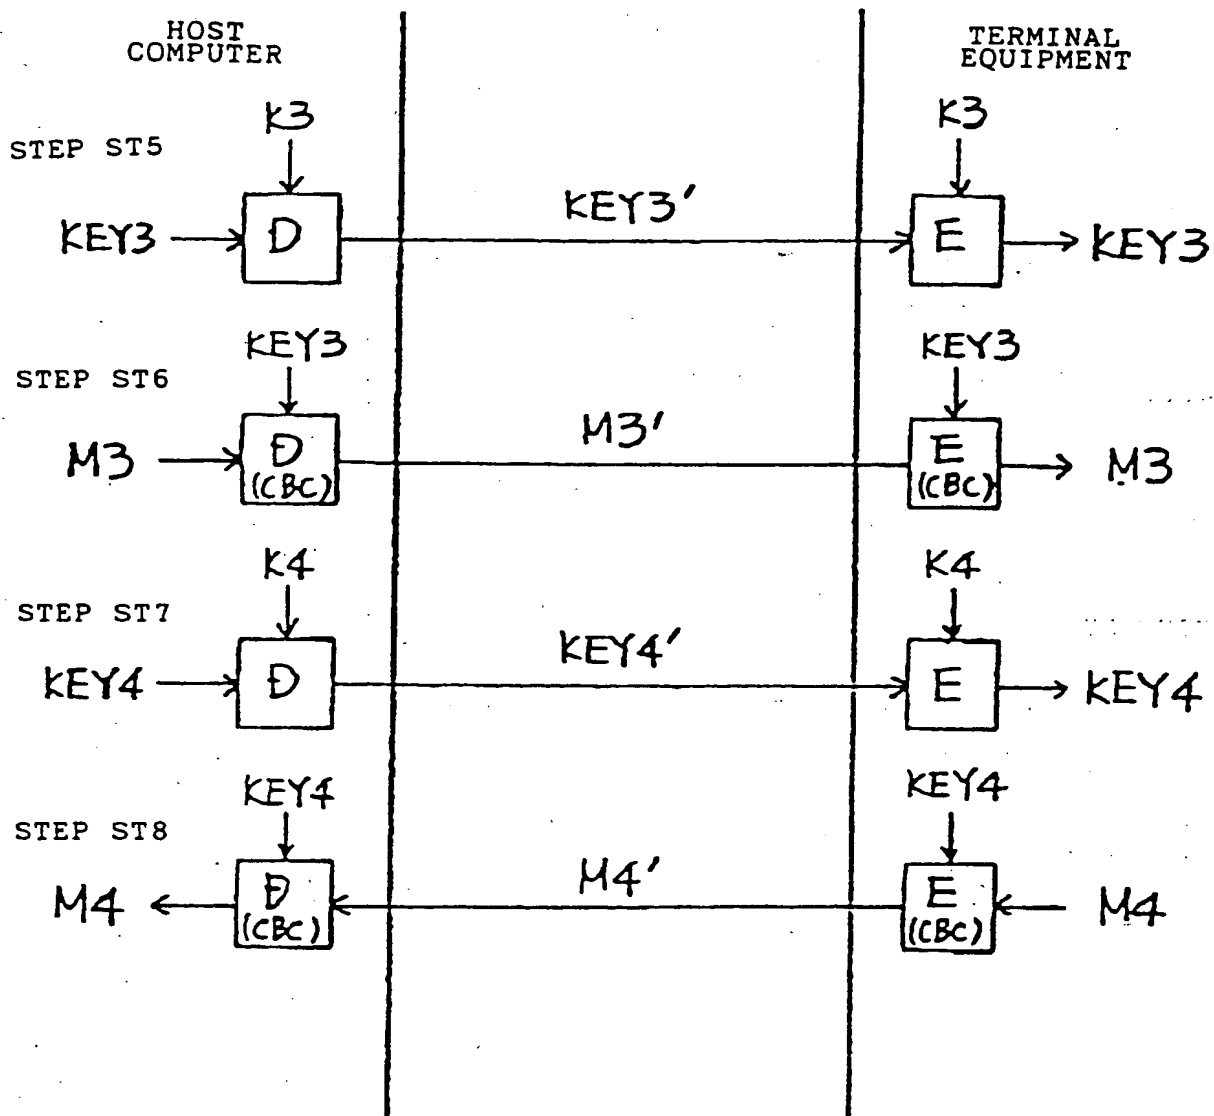 HOST
COMPUTER
TERMINAL
EQUIPMENT
STEP ST5
K3
K3
KEY3
D
KEY3'
E
KEY3
STEP ST6
KEY3
KEY3
M3
D
(CBC)
M3'
E
(CBC)
M3
STEP ST7
K4
K4
KEY4
D
KEY4'
E
KEY4
STEP ST8
KEY4
KEY4
M4
D
(CBC)
M4'
E
(CBC)
M4